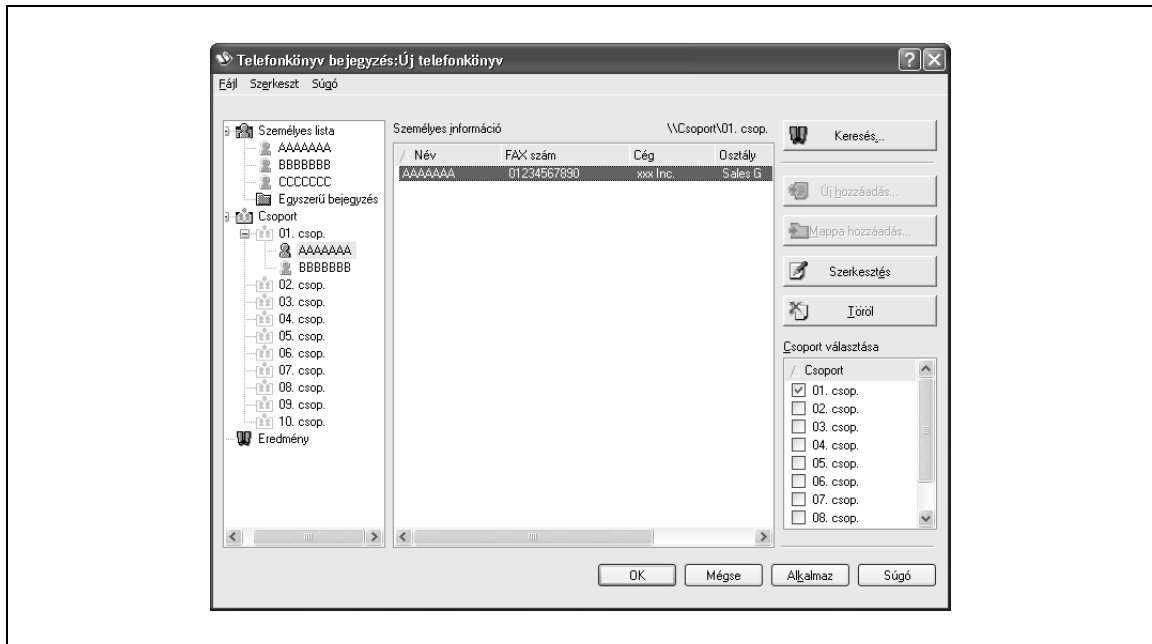 Telefonkönyv bejegyzés:Új telefonkönyv
Fájl Szerkeszt Súgó
Személyes lista
AAAAAAA
BBBBBBB
CCCCCCC
Egyszerű bejegyzés
Csoport
01. csop.
AAAAAAA
BBBBBBB
02. csop.
03. csop.
04. csop.
05. csop.
06. csop.
07. csop.
08. csop.
09. csop.
10. csop.
Eredmény
Személyes információ \\Csoport\01. csop.
Név FAX szám Cég Osztály
AAAAAAA 01234567890 xxx Inc. Sales G
Keresés...
Új hozzáadás...
Mappa hozzáadás...
Szerkesztés
Töröl
Csoport választása
Csoport
01. csop.
02. csop.
03. csop.
04. csop.
05. csop.
06. csop.
07. csop.
08. csop.
OK Mégse Alkalmaz Súgó